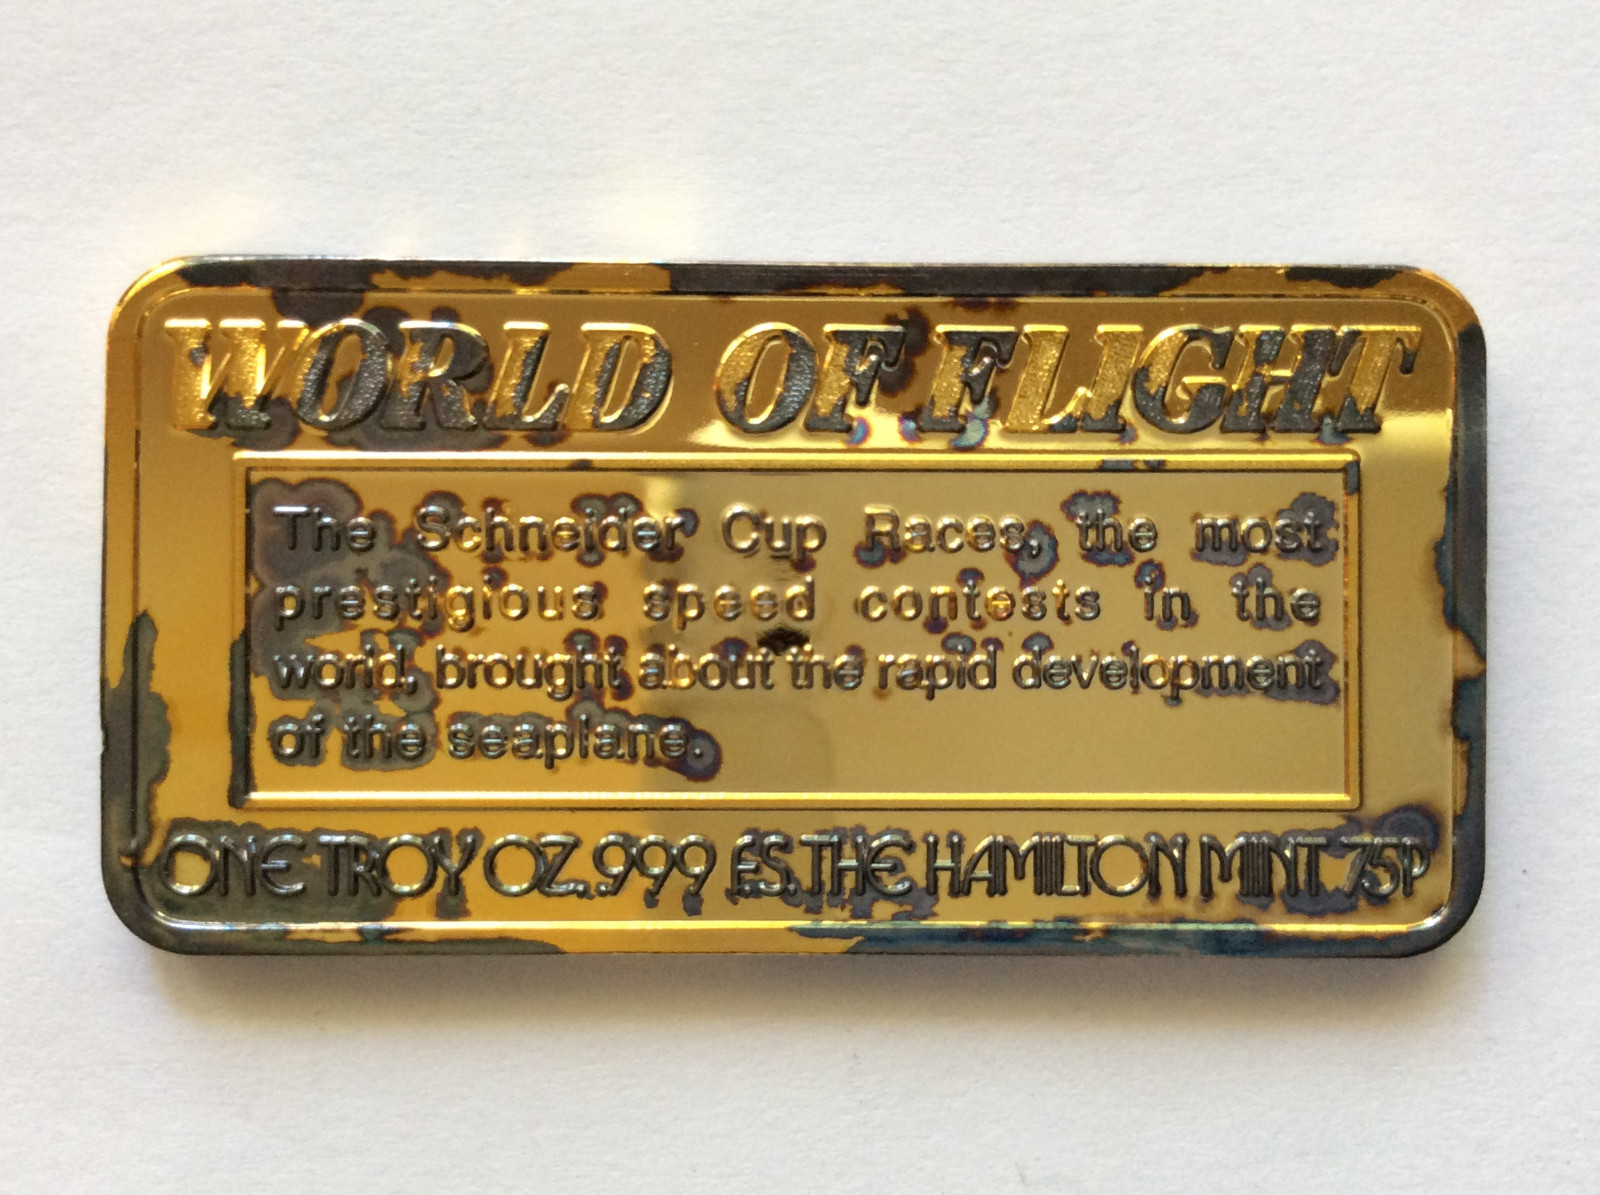 WORLD OF FLIGHT
The Schneider Cup Races, the most
prestigious speed contests in the
world, brought about the rapid development
of the seaplane.
ONE TROY OZ. .999 F.S. THE HAMILTON MINT 75P